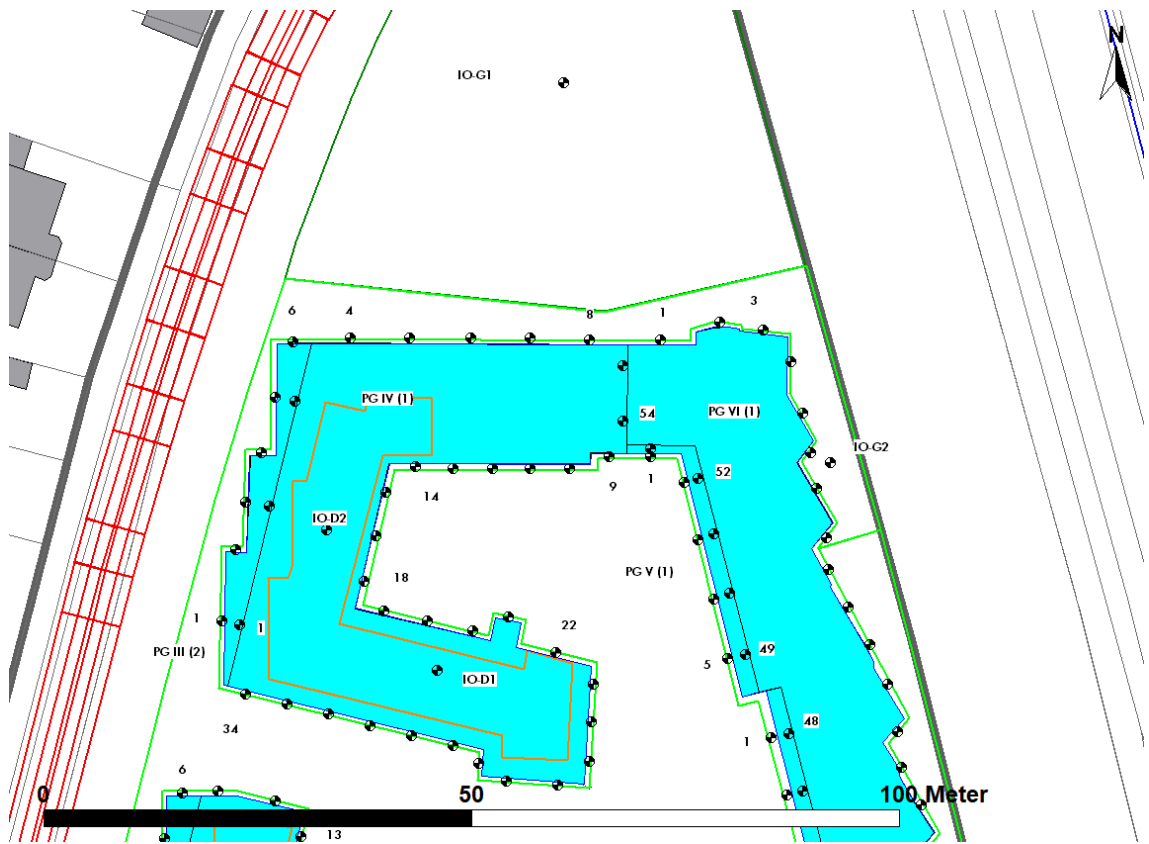 N
IO-G1
6
4
8
1
3
PG IV (1)
54
PG VI (1)
IO-G2
52
14
9
1
IO-D2
18
PG V (1)
1
1
22
PG III (2)
49
5
IO-D1
34
48
1
6
0
50
100 Meter
13